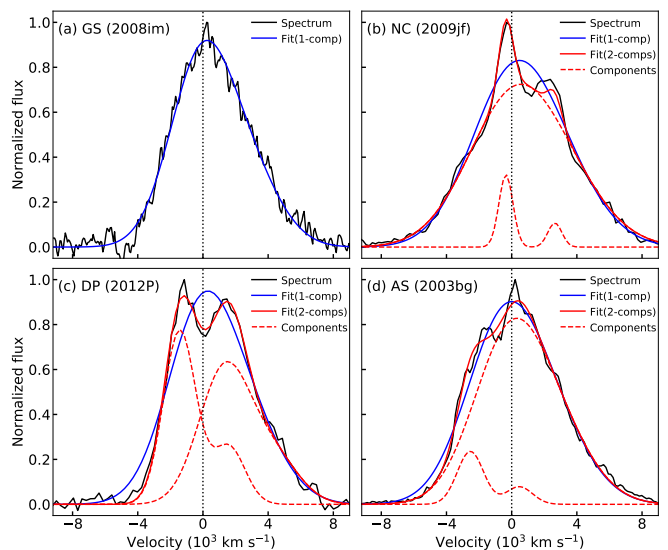 (a) GS (2008im)
Spectrum
Fit(1-comp)
(b) NC (2009jf)
Spectrum
Fit(1-comp)
Fit(2-comps)
Components
Normalized flux
1.0
0.8
0.6
0.4
0.2
0.0
(c) DP (2012P)
Spectrum
Fit(1-comp)
Fit(2-comps)
Components
(d) AS (2003bg)
Spectrum
Fit(1-comp)
Fit(2-comps)
Components
Normalized flux
1.0
0.8
0.6
0.4
0.2
0.0
−8 −4 0 4 8
−8 −4 0 4 8
Velocity (10³ km s⁻¹)
Velocity (10³ km s⁻¹)